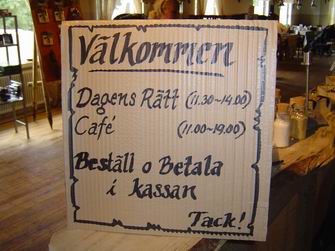 Välkommen
Dagens Rätt (11.30-14.00)
Café (11.00-19.00)
Beställ o Betala
i kassan
Tack!